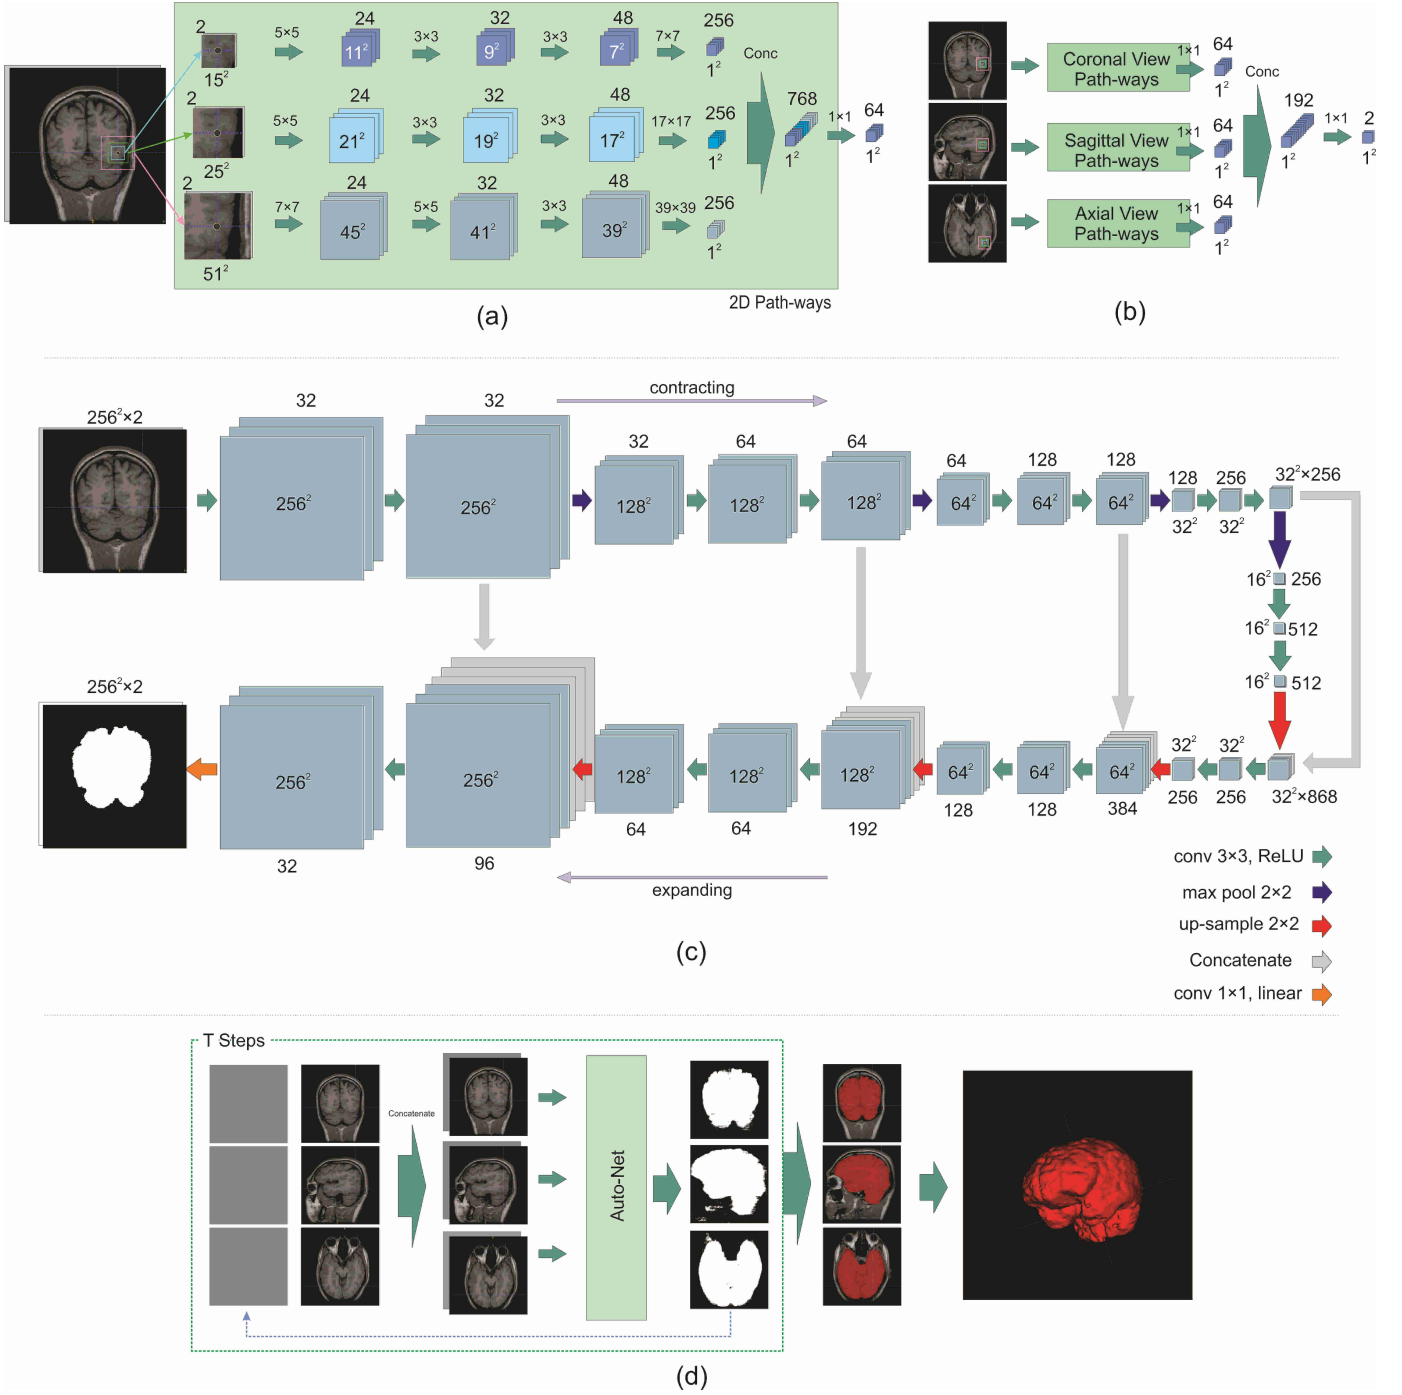 2 5×5 24 3×3 32 3×3 48 7×7 256
15² 11² 9² 7² 1²
Conc
2 5×5 24 3×3 32 3×3 48 17×17 256 768 1×1 64
25² 21² 19² 17² 1² 1² 1²
2 7×7 24 5×5 32 3×3 48 39×39 256
51² 45² 41² 39² 1²
2D Path-ways
(a)
Coronal View
Path-ways
1×1 64
1²
Conc
Sagittal View
Path-ways
1×1 64
1²
192 1×1 2
1² 1²
Axial View
Path-ways
1×1 64
1²
(b)
contracting
256²×2 32 32 32 64 64 64 128 128 128 256 32²×256
256² 256² 128² 128² 128² 64² 64² 64² 32² 32²
16² 256
16² 512
16² 512
256²×2
256² 256² 128² 128² 128² 64² 64² 64² 32² 32²
32 96 64 64 192 128 128 384 256 256 32²×868
expanding
(c)
conv 3×3, ReLU
max pool 2×2
up-sample 2×2
Concatenate
conv 1×1, linear
T Steps
Concatenate
Auto-Net
(d)